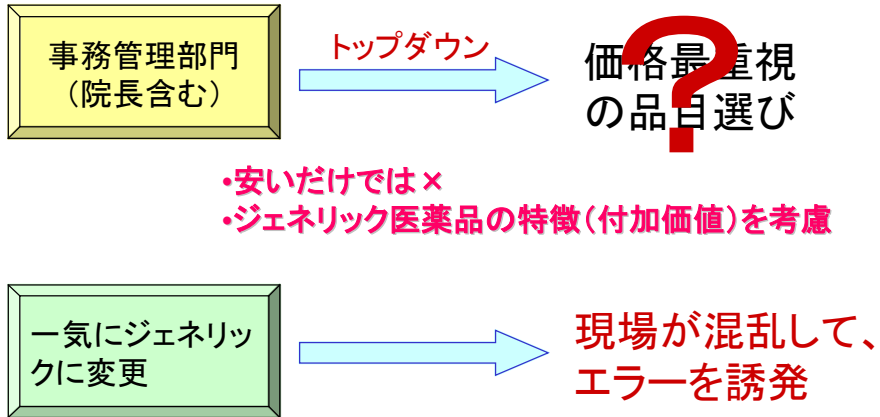 事務管理部門
（院長含む）
トップダウン
価格最重視
の品目選び
?
・安いだけでは×
・ジェネリック医薬品の特徴（付加価値）を考慮
一気にジェネリッ
クに変更
現場が混乱して、
エラーを誘発